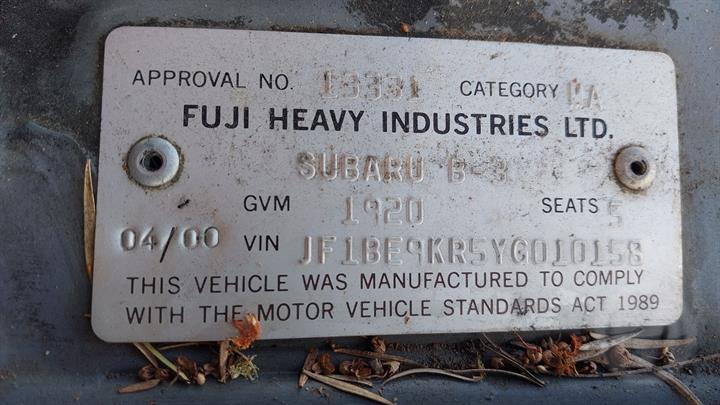 APPROVAL NO. 13331 CATEGORY MA
FUJI HEAVY INDUSTRIES LTD.
SUBARU B-3
GVM 1920 SEATS 5
04/00 VIN JF1BE9KR5YG010158
THIS VEHICLE WAS MANUFACTURED TO COMPLY
WITH THE MOTOR VEHICLE STANDARDS ACT 1989